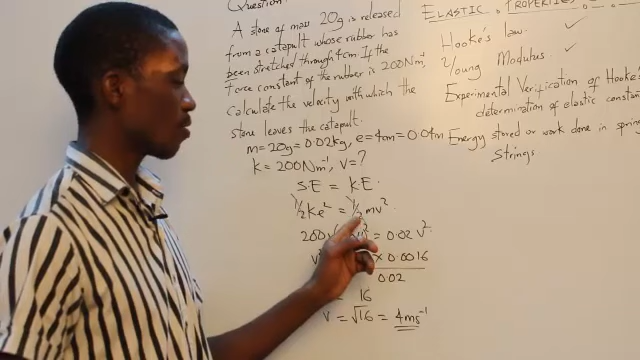 Question
A stone of mass 20g is released
from a catapult whose rubber has
been stretched through 4cm If the
Force constant of the rubber is 200Nm⁻¹
Calculate the velocity with which the
stone leaves the catapult.
m = 20g = 0.02kg, e = 4cm = 0.04m
k = 200Nm⁻¹, v = ?
S.E = K.E.
½ke² = ½mv².
200 = 0.02v²
v² × 0.0016
0.02
= 16
v = √16 = 4ms⁻¹
ELASTIC PROPERTIES
Hooke's law. ✓
Young Modulus. ✓
Experimental Verification of Hooke's
determination of elastic constant
Energy stored or work done in spring
Strings